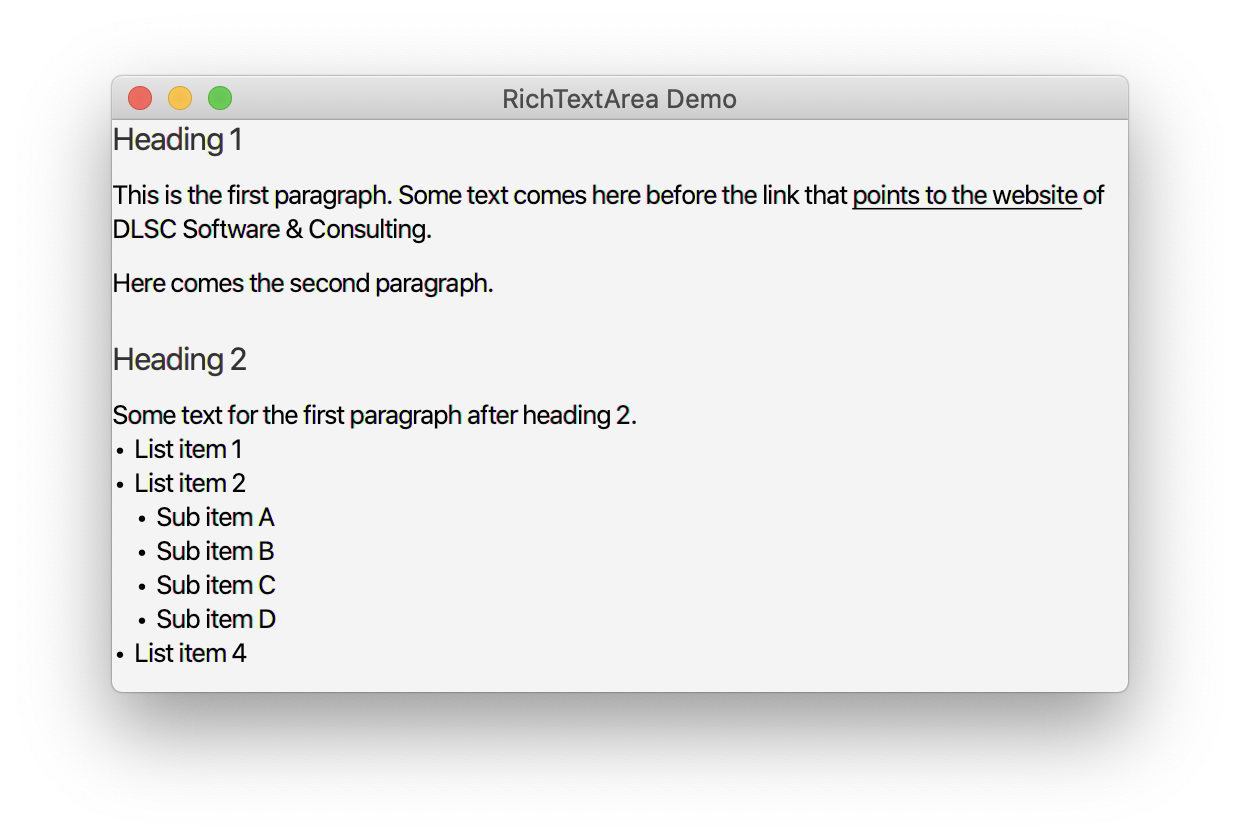 RichTextArea Demo
Heading 1
This is the first paragraph. Some text comes here before the link that points to the website of
DLSC Software & Consulting.
Here comes the second paragraph.
Heading 2
Some text for the first paragraph after heading 2.
• List item 1
• List item 2
• Sub item A
• Sub item B
• Sub item C
• Sub item D
• List item 4